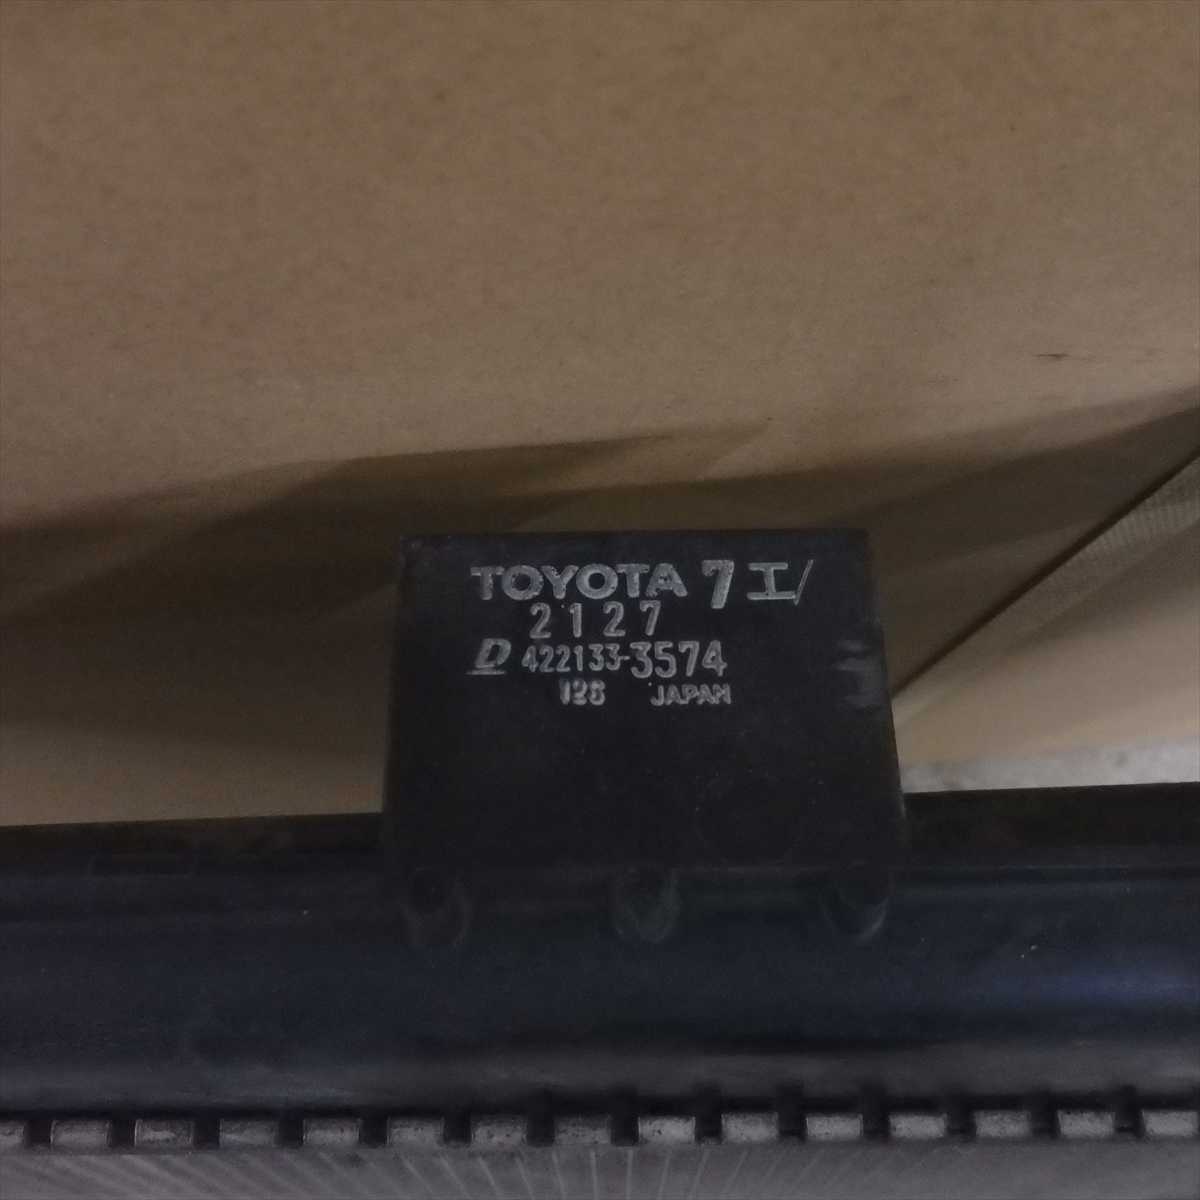 TOYOTA 7 エ/
2127
D 422133-3574
126 JAPAN